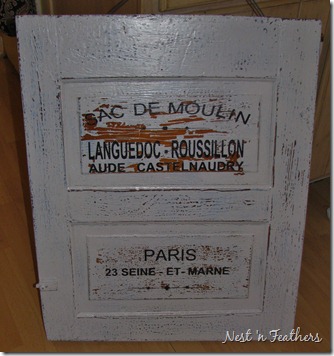 SAC DE MOULIN
LANGUEDOC - ROUSSILLON
AUDE - CASTELNAUDRY
PARIS
23 SEINE - ET - MARNE
Nest 'n Feathers